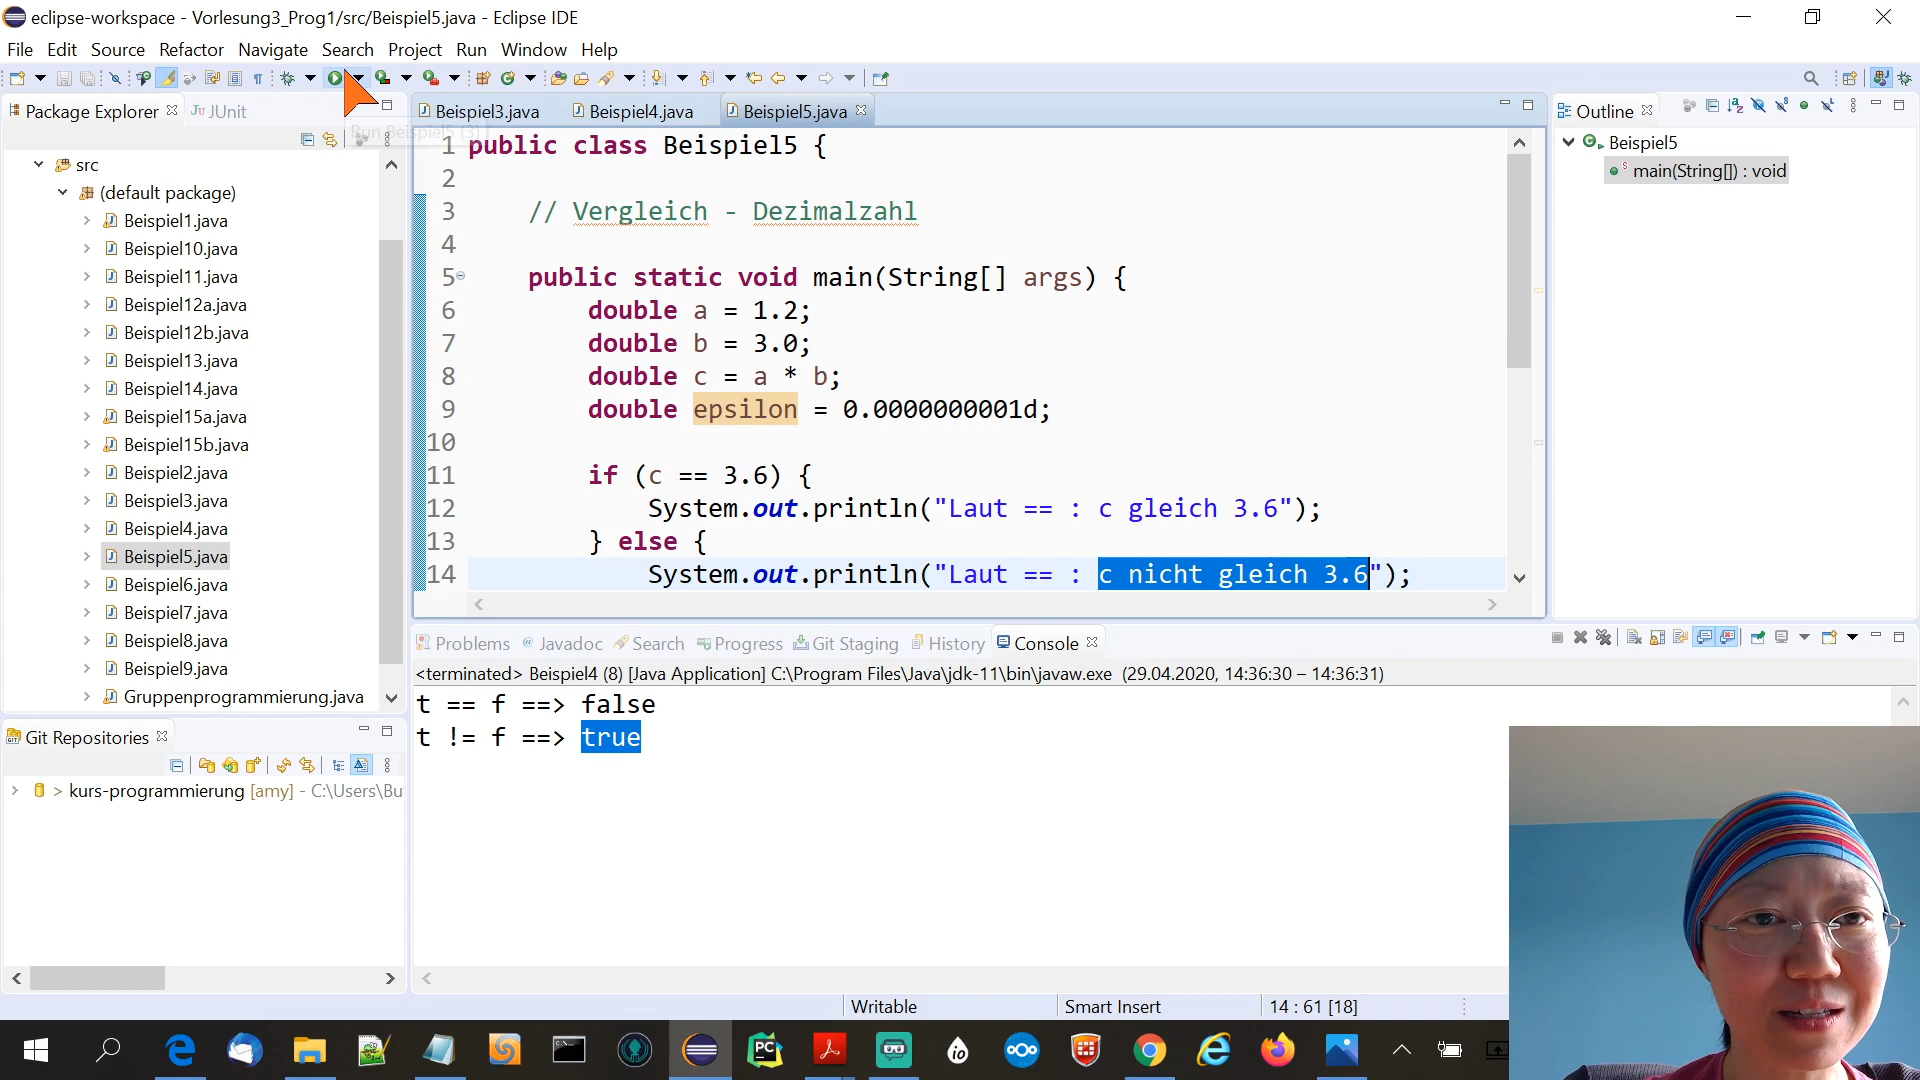 eclipse-workspace - Vorlesung3_Prog1/src/Beispiel5.java - Eclipse IDE
File Edit Source Refactor Navigate Search Project Run Window Help
Package Explorer
JUnit
Run Beispiel5 (3)
src
(default package)
Beispiel1.java
Beispiel10.java
Beispiel11.java
Beispiel12a.java
Beispiel12b.java
Beispiel13.java
Beispiel14.java
Beispiel15a.java
Beispiel15b.java
Beispiel2.java
Beispiel3.java
Beispiel4.java
Beispiel5.java
Beispiel6.java
Beispiel7.java
Beispiel8.java
Beispiel9.java
Gruppenprogrammierung.java
Git Repositories
> kurs-programmierung [amy] - C:\Users\Bu
Beispiel3.java Beispiel4.java Beispiel5.java
1 public class Beispiel5 {
2
3 // Vergleich - Dezimalzahl
4
5 public static void main(String[] args) {
6 double a = 1.2;
7 double b = 3.0;
8 double c = a * b;
9 double epsilon = 0.0000000001d;
10
11 if (c == 3.6) {
12 System.out.println("Laut == : c gleich 3.6");
13 } else {
14 System.out.println("Laut == : c nicht gleich 3.6");
Outline
Beispiel5
main(String[]) : void
Problems @ Javadoc Search Progress Git Staging History Console
<terminated> Beispiel4 (8) [Java Application] C:\Program Files\Java\jdk-11\bin\javaw.exe (29.04.2020, 14:36:30 – 14:36:31)
t == f ==> false
t != f ==> true
Writable Smart Insert 14 : 61 [18]
PC
io